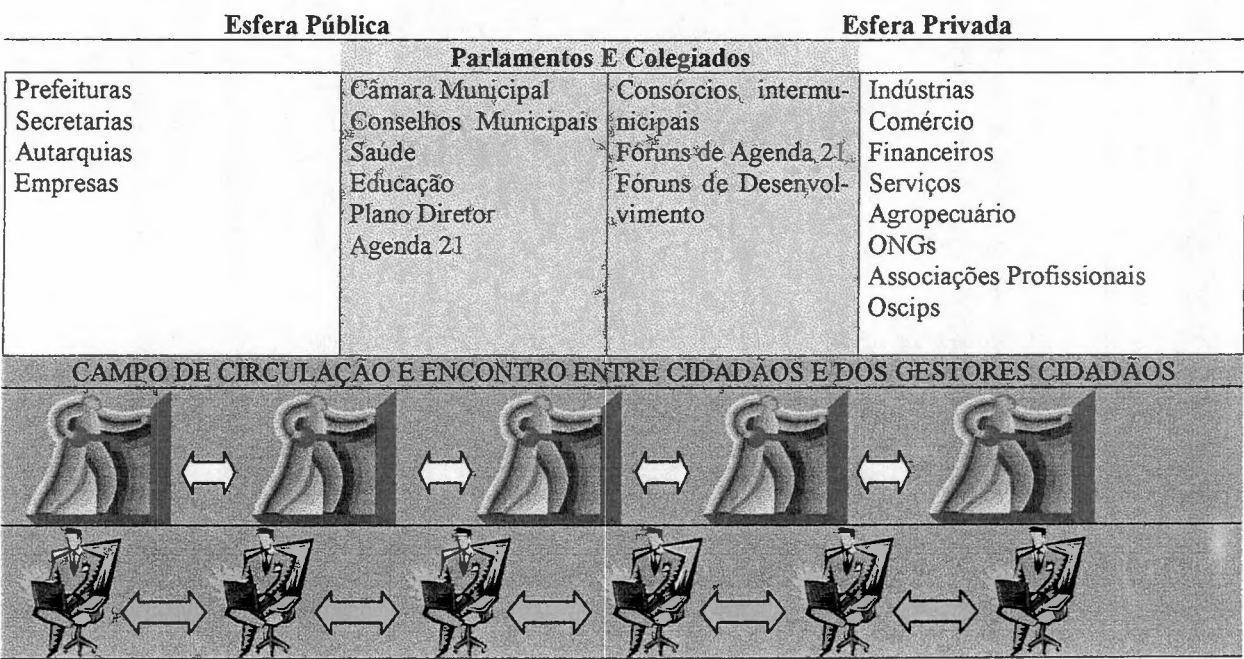 Esfera Pública Esfera Privada
Parlamentos E Colegiados
Prefeituras
Secretarias
Autarquias
Empresas
Câmara Municipal
Conselhos Municipais
Saúde
Educação
Plano Diretor
Agenda 21
Consórcios intermu-
nicipais
Fóruns de Agenda 21
Fóruns de Desenvol-
vimento
Indústrias
Comércio
Financeiros
Serviços
Agropecuário
ONGs
Associações Profissionais
Oscips
CAMPO DE CIRCULAÇÃO E ENCONTRO ENTRE CIDADÃOS E DOS GESTORES CIDADÃOS